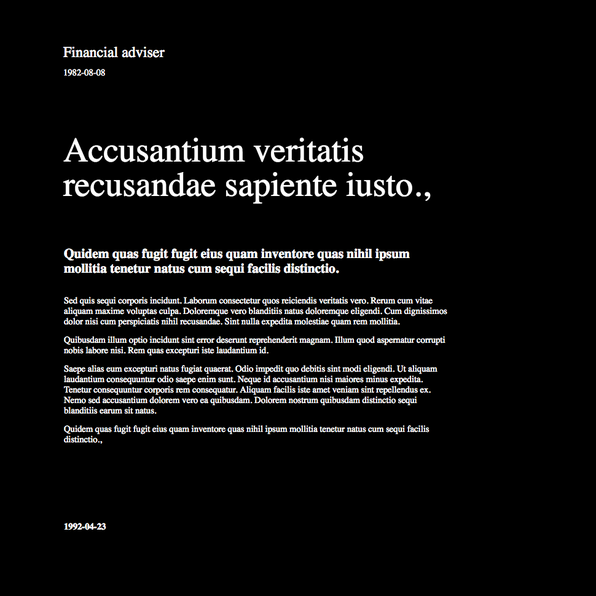 Financial adviser
1982-08-08
Accusantium veritatis
recusandae sapiente iusto.,
Quidem quas fugit fugit eius quam inventore quas nihil ipsum
mollitia tenetur natus cum sequi facilis distinctio.
Sed quis sequi corporis incidunt. Laborum consectetur quos reiciendis veritatis vero. Rerum cum vitae
aliquam maxime voluptas culpa. Doloremque vero blanditiis natus doloremque eligendi. Cum dignissimos
dolor nisi cum perspiciatis nihil recusandae. Sint nulla expedita molestiae quam rem mollitia.
Quibusdam illum optio incidunt sint error deserunt reprehenderit magnam. Illum quod aspernatur corrupti
nobis labore nisi. Rem quas excepturi iste laudantium id.
Saepe alias eum excepturi natus fugiat quaerat. Odio impedit quo debitis sint modi eligendi. Ut aliquam
laudantium consequuntur odio saepe enim sunt. Neque id accusantium nisi maiores minus expedita.
Tenetur consequuntur corporis rem consequatur. Aliquam facilis iste amet veniam sint repellendus ex.
Nemo sed accusantium dolorem vero ea quibusdam. Dolorem nostrum quibusdam distinctio sequi
blanditiis earum sit natus.
Quidem quas fugit fugit eius quam inventore quas nihil ipsum mollitia tenetur natus cum sequi facilis
distinctio.,
1992-04-23